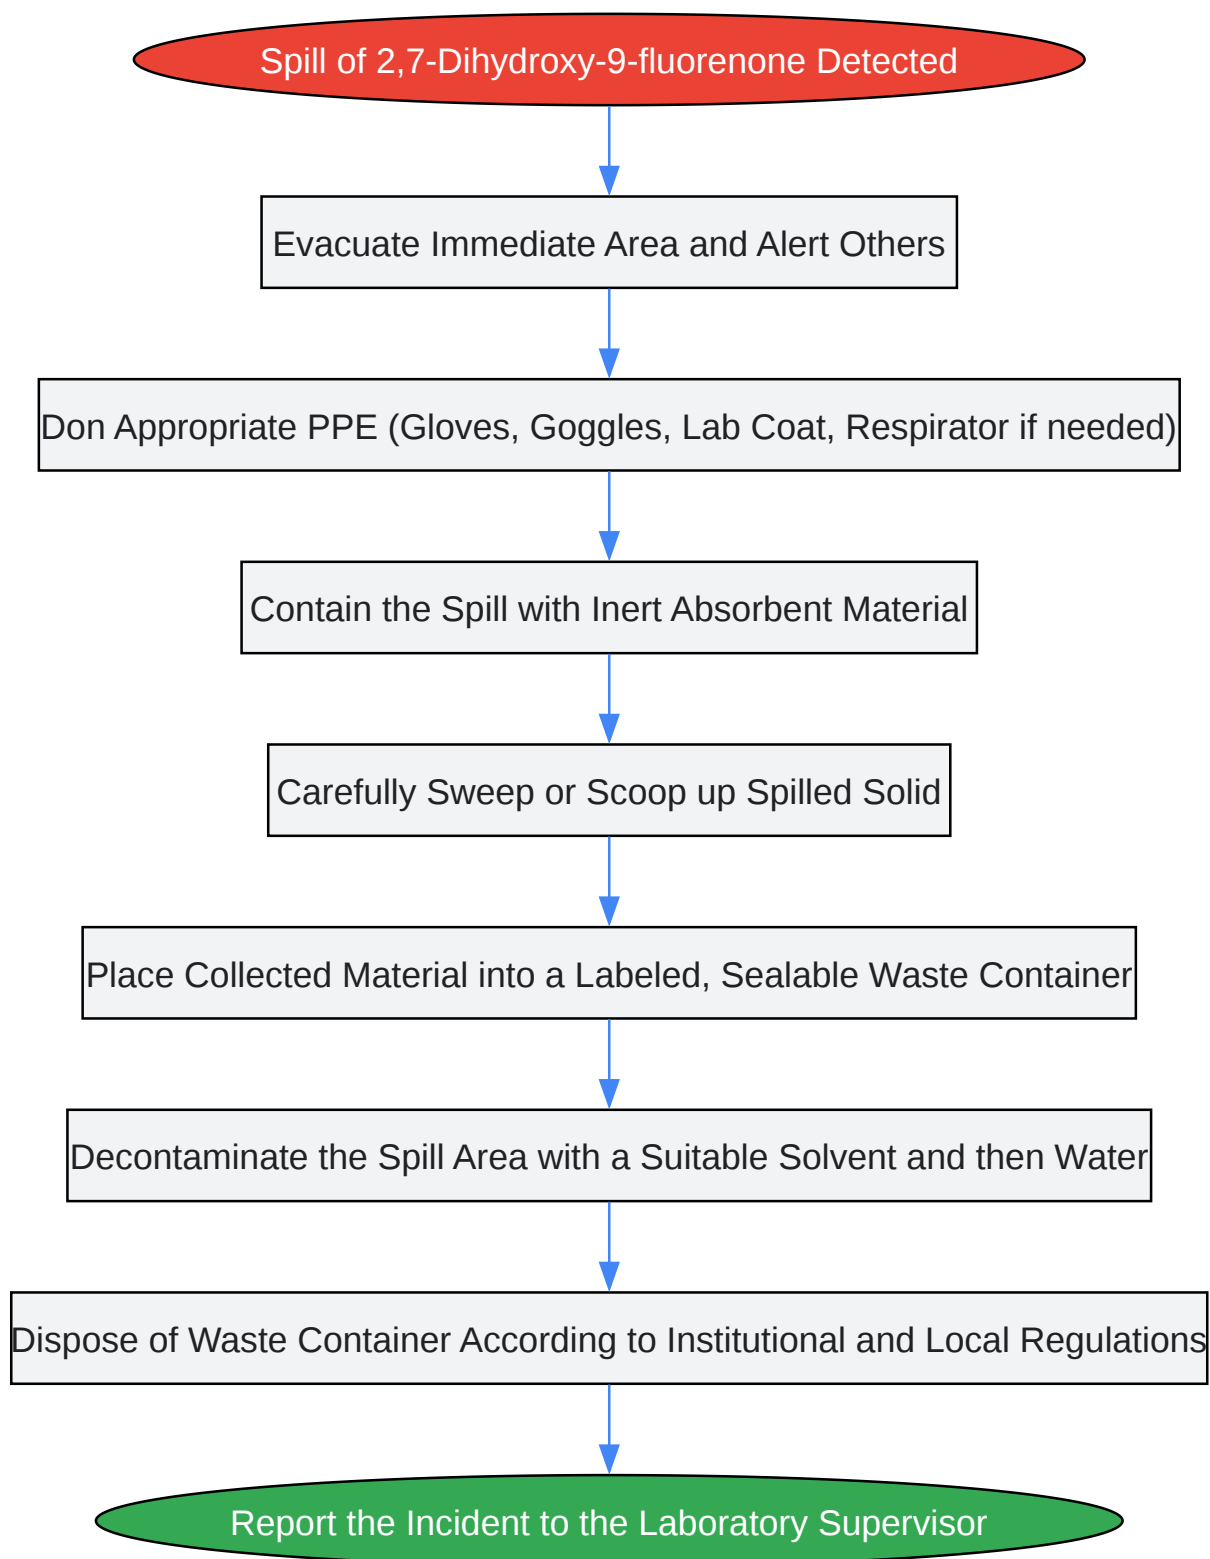 Spill of 2,7-Dihydroxy-9-fluorenone Detected
Evacuate Immediate Area and Alert Others
Don Appropriate PPE (Gloves, Goggles, Lab Coat, Respirator if needed)
Contain the Spill with Inert Absorbent Material
Carefully Sweep or Scoop up Spilled Solid
Place Collected Material into a Labeled, Sealable Waste Container
Decontaminate the Spill Area with a Suitable Solvent and then Water
Dispose of Waste Container According to Institutional and Local Regulations
Report the Incident to the Laboratory Supervisor